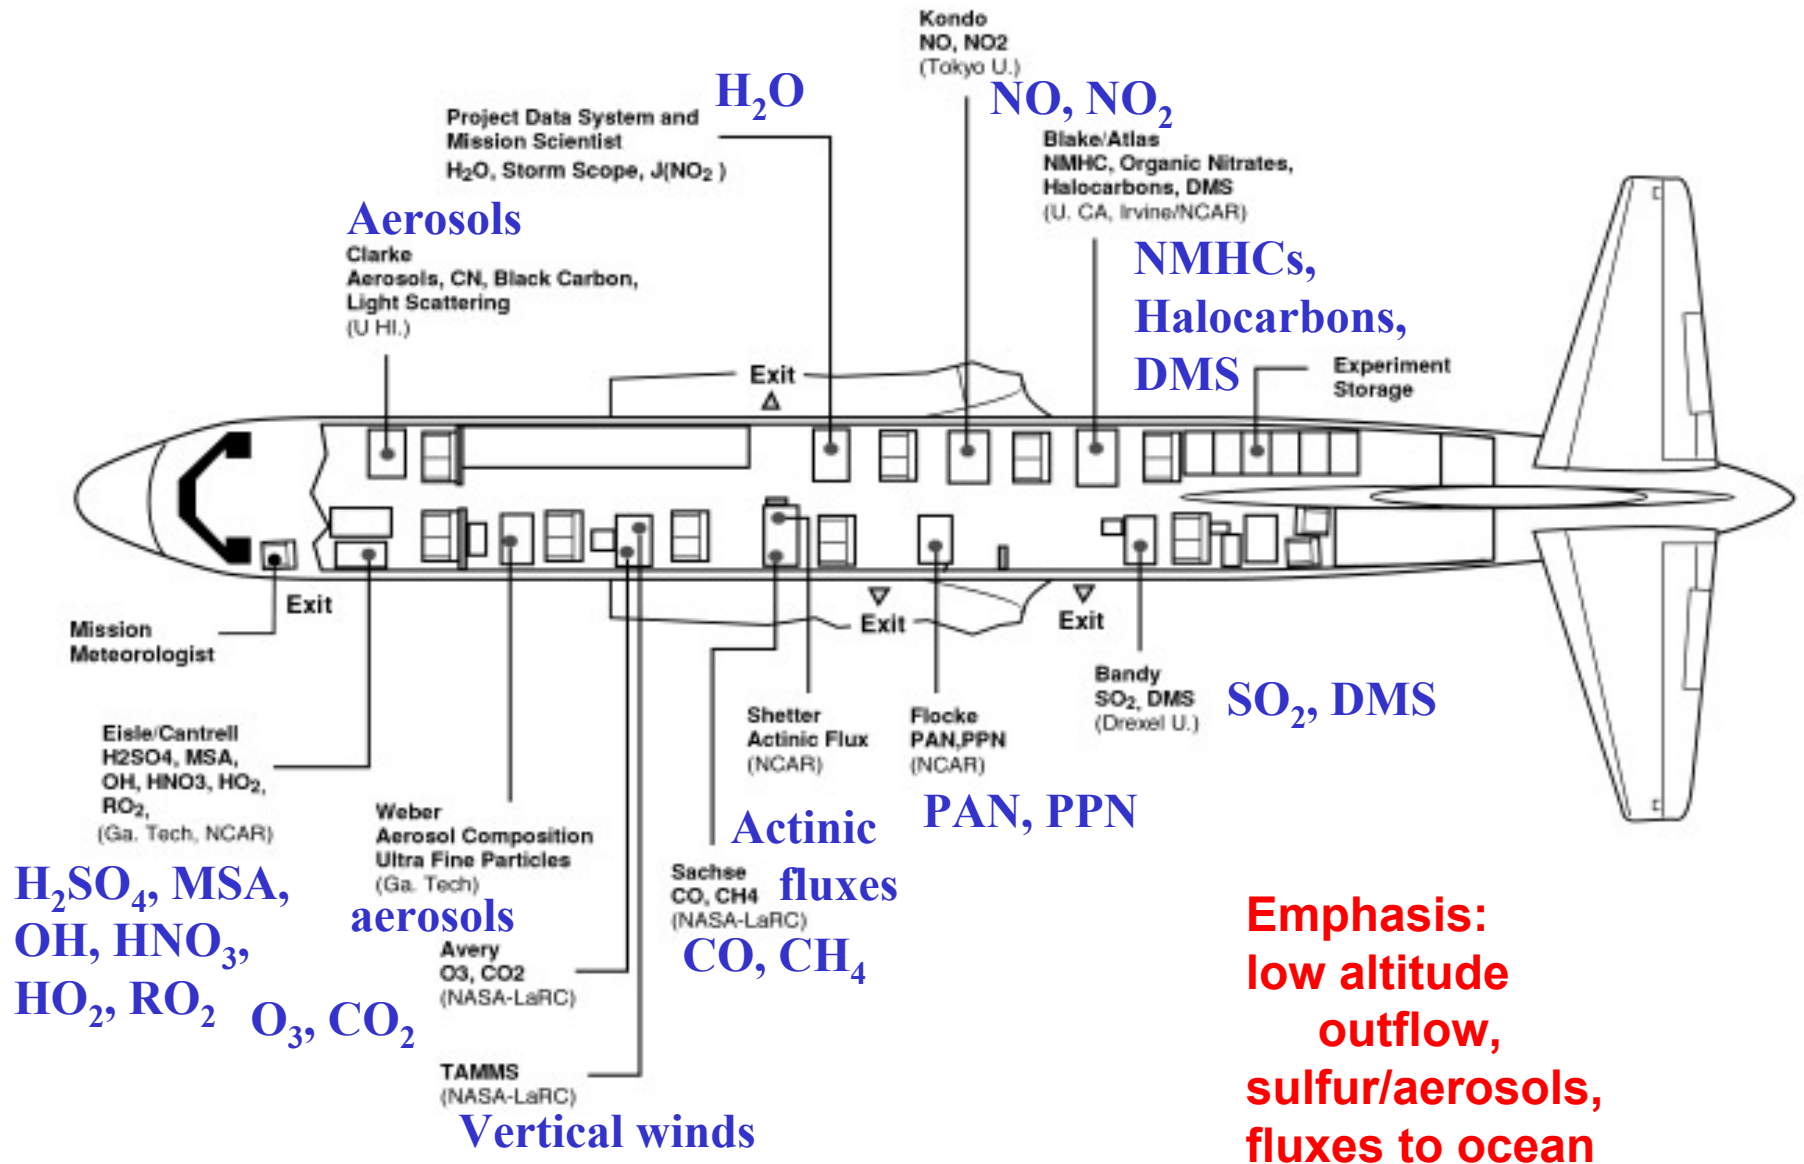 Kondo
NO, NO2
(Tokyo U.)
H₂O
NO, NO₂
Project Data System and
Mission Scientist
H₂O, Storm Scope, J(NO₂ )
Blake/Atlas
NMHC, Organic Nitrates,
Halocarbons, DMS
(U. CA, Irvine/NCAR)
Aerosols
Clarke
Aerosols, CN, Black Carbon,
Light Scattering
(U HI.)
NMHCs,
Halocarbons,
DMS
Experiment
Storage
Exit
Exit
Exit
Exit
Mission
Meteorologist
Eisle/Cantrell
H2SO4, MSA,
OH, HNO3, HO₂,
RO₂,
(Ga. Tech, NCAR)
H₂SO₄, MSA,
OH, HNO₃,
HO₂, RO₂
Weber
Aerosol Composition
Ultra Fine Particles
(Ga. Tech)
aerosols
Avery
O3, CO2
(NASA-LaRC)
O₃, CO₂
TAMMS
(NASA-LaRC)
Vertical winds
Shetter
Actinic Flux
(NCAR)
Actinic
fluxes
Sachse
CO, CH4
(NASA-LaRC)
CO, CH₄
Flocke
PAN,PPN
(NCAR)
PAN, PPN
Bandy
SO₂, DMS
(Drexel U.)
SO₂, DMS
Emphasis:
low altitude
outflow,
sulfur/aerosols,
fluxes to ocean